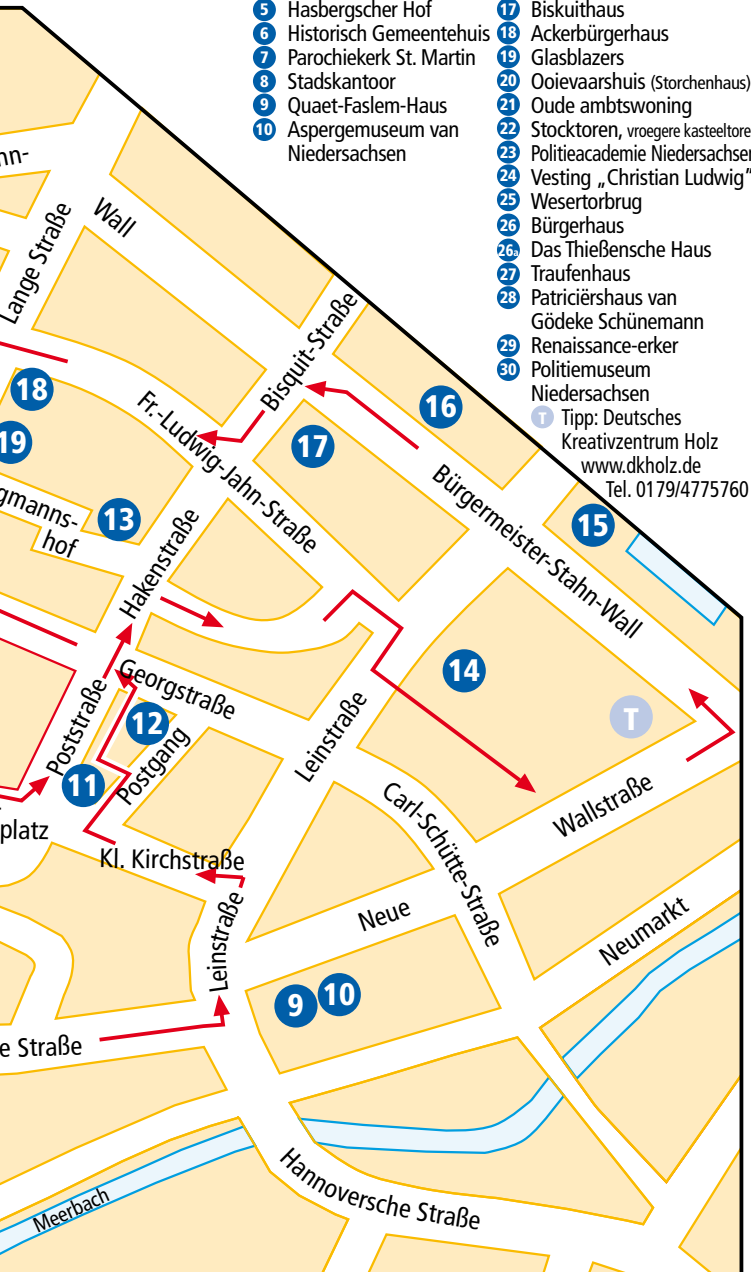 5 Hasbergscher Hof
6 Historisch Gemeentehuis
7 Parochiekerk St. Martin
8 Stadskantoor
9 Quaet-Faslem-Haus
10 Aspergemuseum van
Niedersachsen
17 Biskuithaus
18 Ackerbürgerhaus
19 Glasblazers
20 Ooievaarshuis (Storchenhaus)
21 Oude ambtswoning
22 Stocktoren, vroegere kasteeltore
23 Politieacademie Niedersachsen
24 Vesting „Christian Ludwig"
25 Wesertorbrug
26 Bürgerhaus
26a Das Thießensche Haus
27 Traufenhaus
28 Patriciërshaus van
Gödeke Schünemann
29 Renaissance-erker
30 Politiemuseum
Niedersachsen
T Tipp: Deutsches
Kreativzentrum Holz
www.dkholz.de
Tel. 0179/4775760
nn-
Lange Straße
Wall
Bisquit-Straße
18
16
Fr.-Ludwig-Jahn-Straße
19
17
Bürgermeister-Stahn-Wall
gmanns-
hof
13
15
Hakenstraße
14
Georgstraße
T
Poststraße
12
Postgang
11
Leinstraße
platz
Kl. Kirchstraße
Carl-Schütte-Straße
Wallstraße
Leinstraße
Neue
Neumarkt
9
10
e Straße
Hannoversche Straße
Meerbach